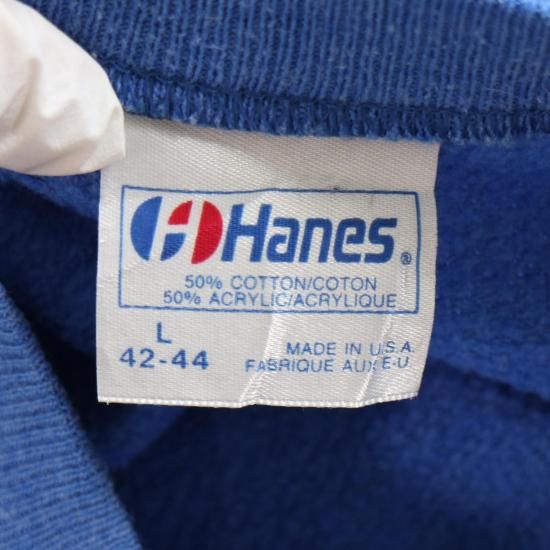 Hanes®
50% COTTON/COTON
50% ACRYLIC/ACRYLIQUE
L
42-44
MADE IN U.S.A.
FABRIQUE AUX E-U.